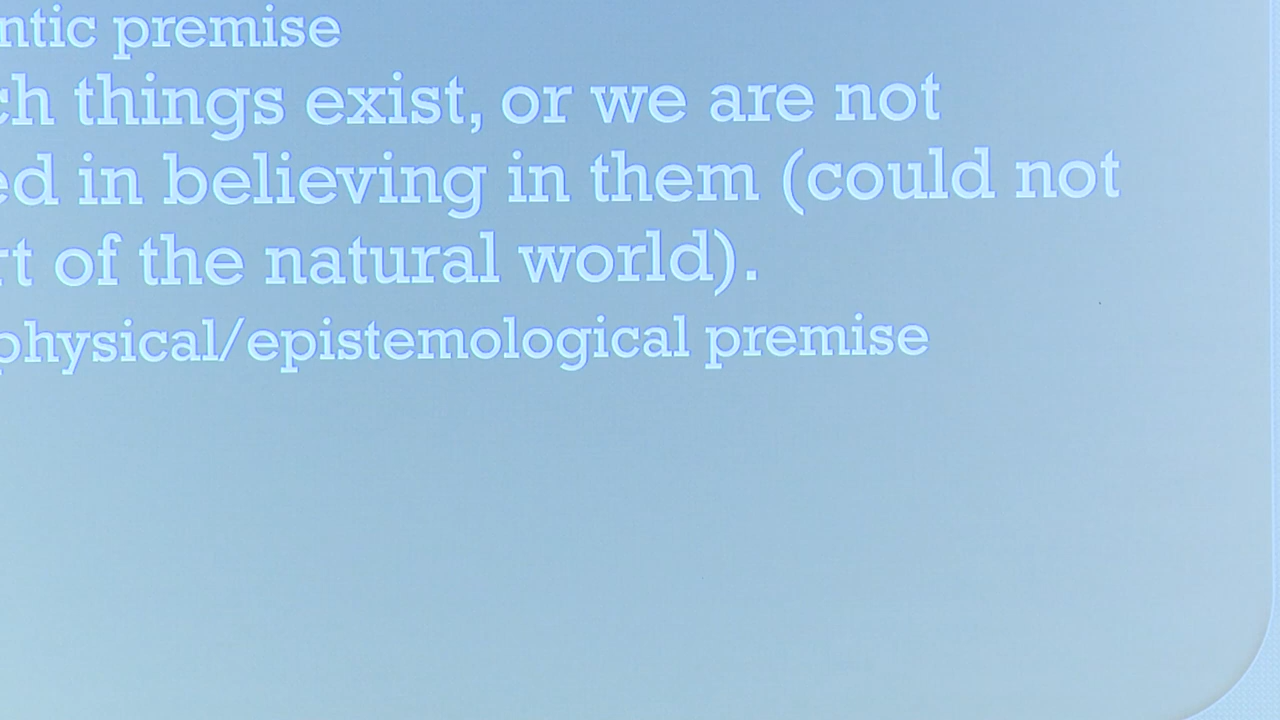 ntic premise
ch things exist, or we are not
ed in believing in them (could not
rt of the natural world).
physical/epistemological premise